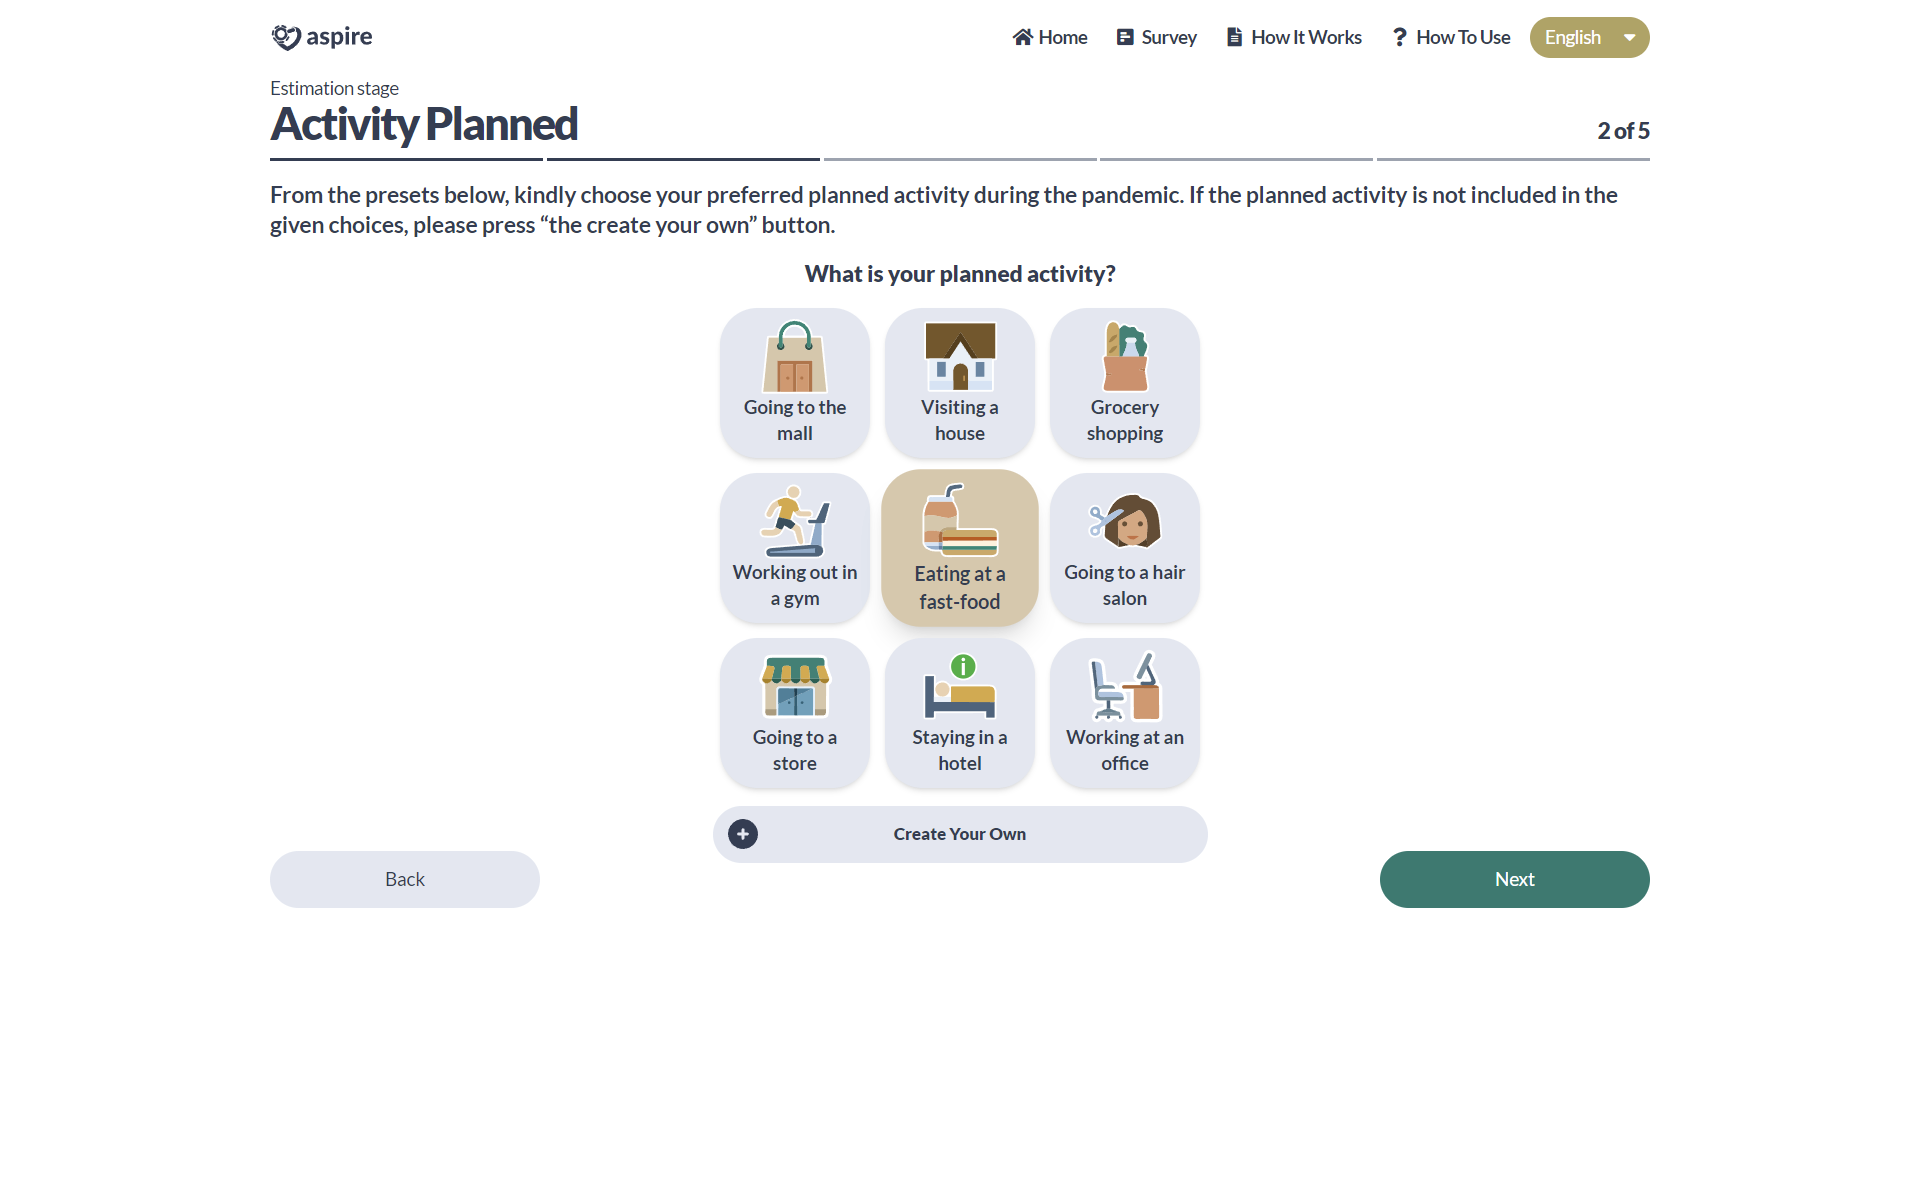 aspire
Home
Survey
How It Works
How To Use
English
Estimation stage
Activity Planned
2 of 5
From the presets below, kindly choose your preferred planned activity during the pandemic. If the planned activity is not included in the
given choices, please press “the create your own” button.
What is your planned activity?
Going to the
mall
Visiting a
house
Grocery
shopping
Working out in
a gym
Eating at a
fast-food
Going to a hair
salon
Going to a
store
Staying in a
hotel
Working at an
office
Create Your Own
Back
Next